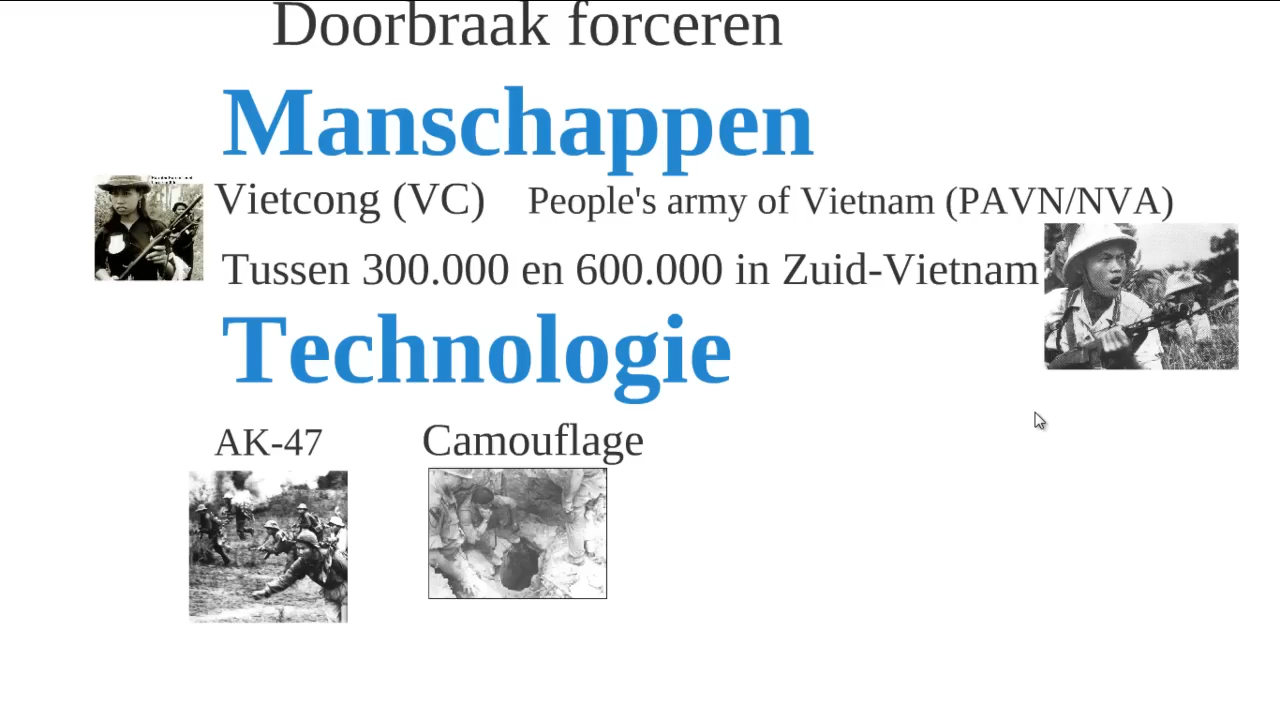 Doorbraak forceren
Manschappen
Vietcong (VC) People's army of Vietnam (PAVN/NVA)
Tussen 300.000 en 600.000 in Zuid-Vietnam
Technologie
AK-47 Camouflage